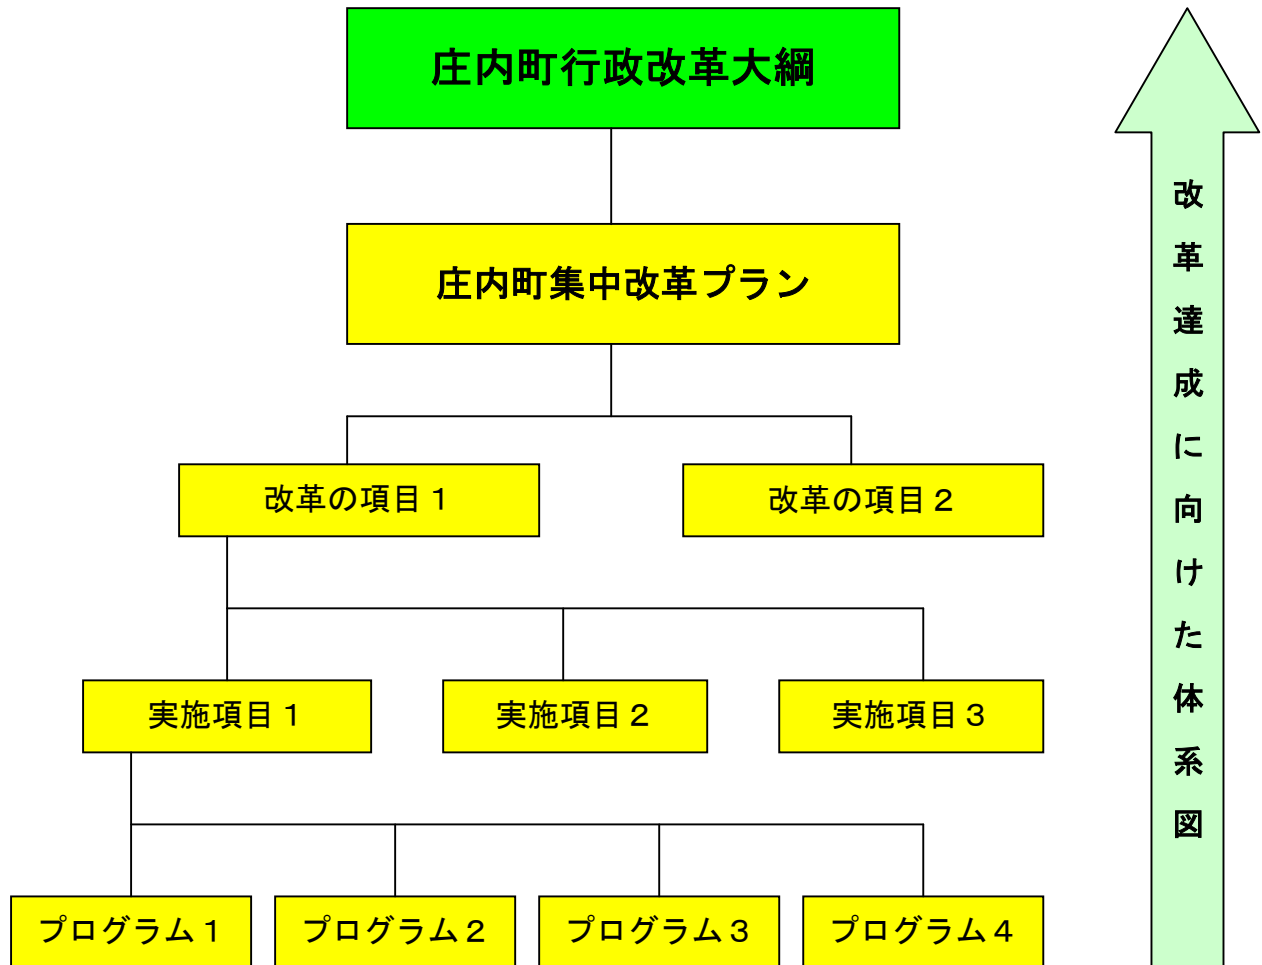 庄内町行政改革大綱
庄内町集中改革プラン
改革の項目１
改革の項目２
実施項目１
実施項目２
実施項目３
プログラム１
プログラム２
プログラム３
プログラム４
改革達成に向けた体系図